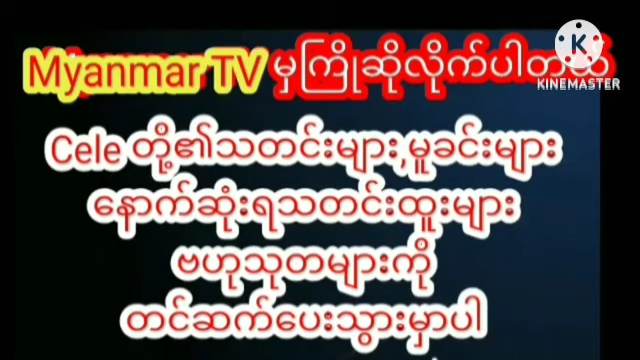 Myanmar TV မှကြိုဆိုလိုက်ပါတယ်
KINEMASTER
Cele တို့၏သတင်းများ,မူခင်းများ
နောက်ဆုံးရသတင်းထူးများ
ဗဟုသုတများကို
တင်ဆက်ပေးသွားမှာပါ